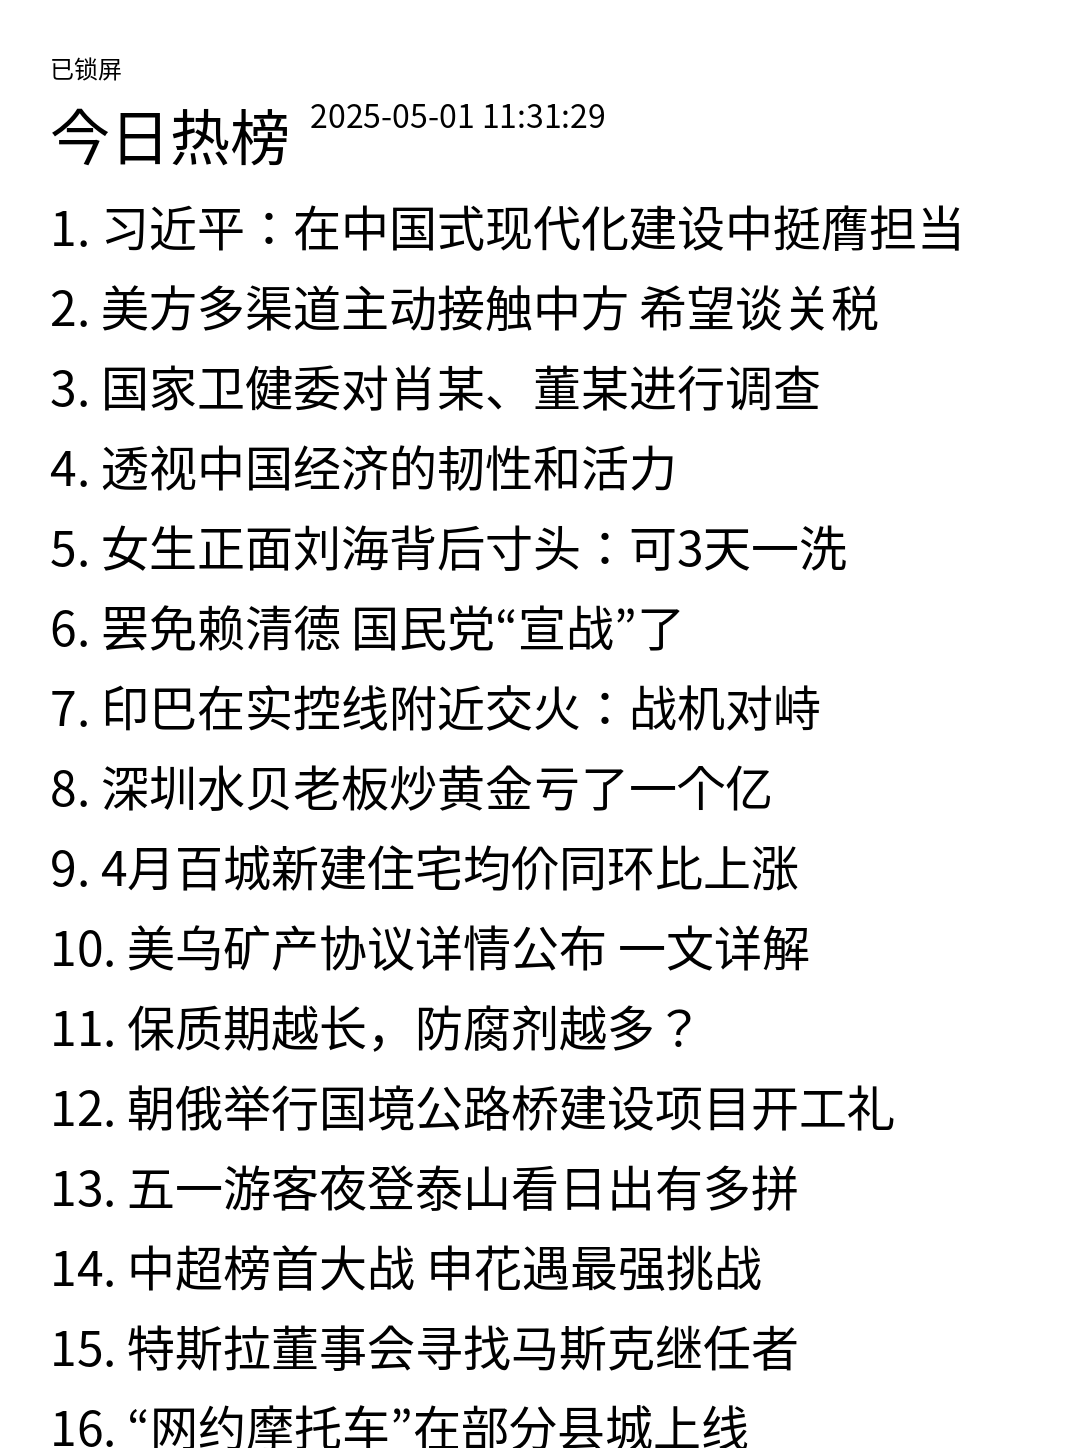 已锁屏
今日热榜 2025-05-01 11:31:29
1. 习近平：在中国式现代化建设中挺膺担当
2. 美方多渠道主动接触中方 希望谈关税
3. 国家卫健委对肖某、董某进行调查
4. 透视中国经济的韧性和活力
5. 女生正面刘海背后寸头：可3天一洗
6. 罢免赖清德 国民党“宣战”了
7. 印巴在实控线附近交火：战机对峙
8. 深圳水贝老板炒黄金亏了一个亿
9. 4月百城新建住宅均价同环比上涨
10. 美乌矿产协议详情公布 一文详解
11. 保质期越长，防腐剂越多？
12. 朝俄举行国境公路桥建设项目开工礼
13. 五一游客夜登泰山看日出有多拼
14. 中超榜首大战 申花遇最强挑战
15. 特斯拉董事会寻找马斯克继任者
16. “网约摩托车”在部分县城上线